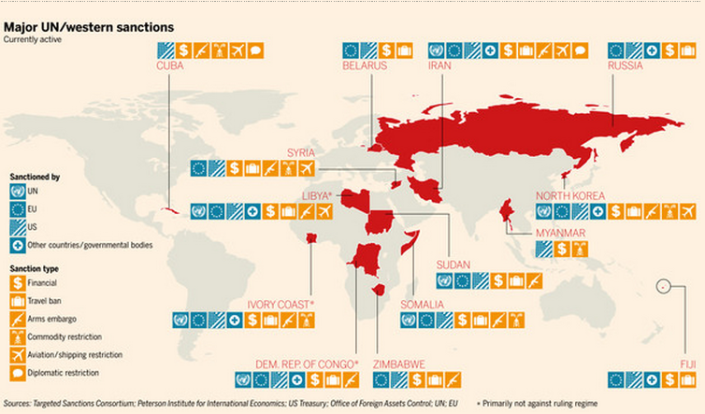 Major UN/western sanctions
Currently active
CUBA
BELARUS
IRAN
RUSSIA
SYRIA
LIBYA*
NORTH KOREA
MYANMAR
SUDAN
IVORY COAST*
SOMALIA
DEM. REP. OF CONGO*
ZIMBABWE
FIJI
Sanctioned by
UN
EU
US
Other countries/governmental bodies
Sanction type
$ Financial
Travel ban
Arms embargo
Commodity restriction
Aviation/shipping restriction
Diplomatic restriction
Sources: Targeted Sanctions Consortium; Peterson Institute for International Economics; US Treasury; Office of Foreign Assets Control; UN; EU
* Primarily not against ruling regime